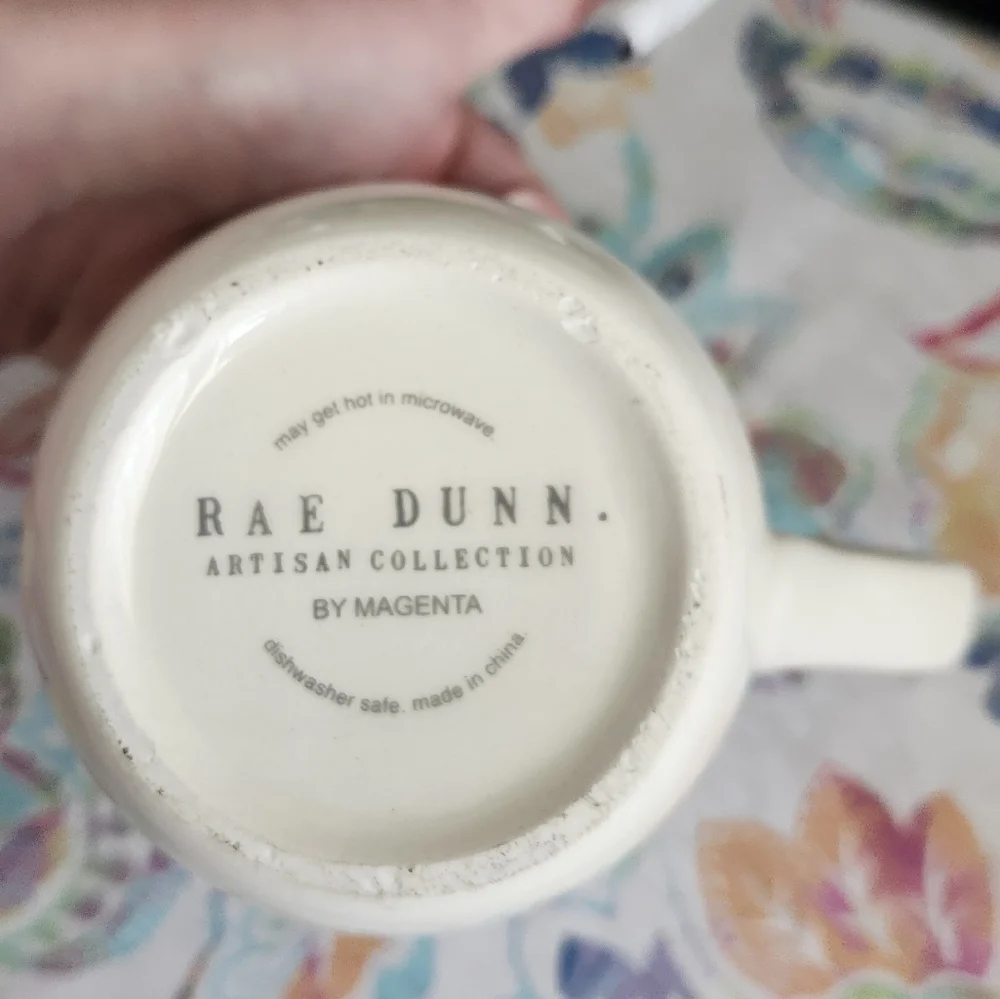 may get hot in microwave.
RAE DUNN.
ARTISAN COLLECTION
BY MAGENTA
dishwasher safe. made in china.